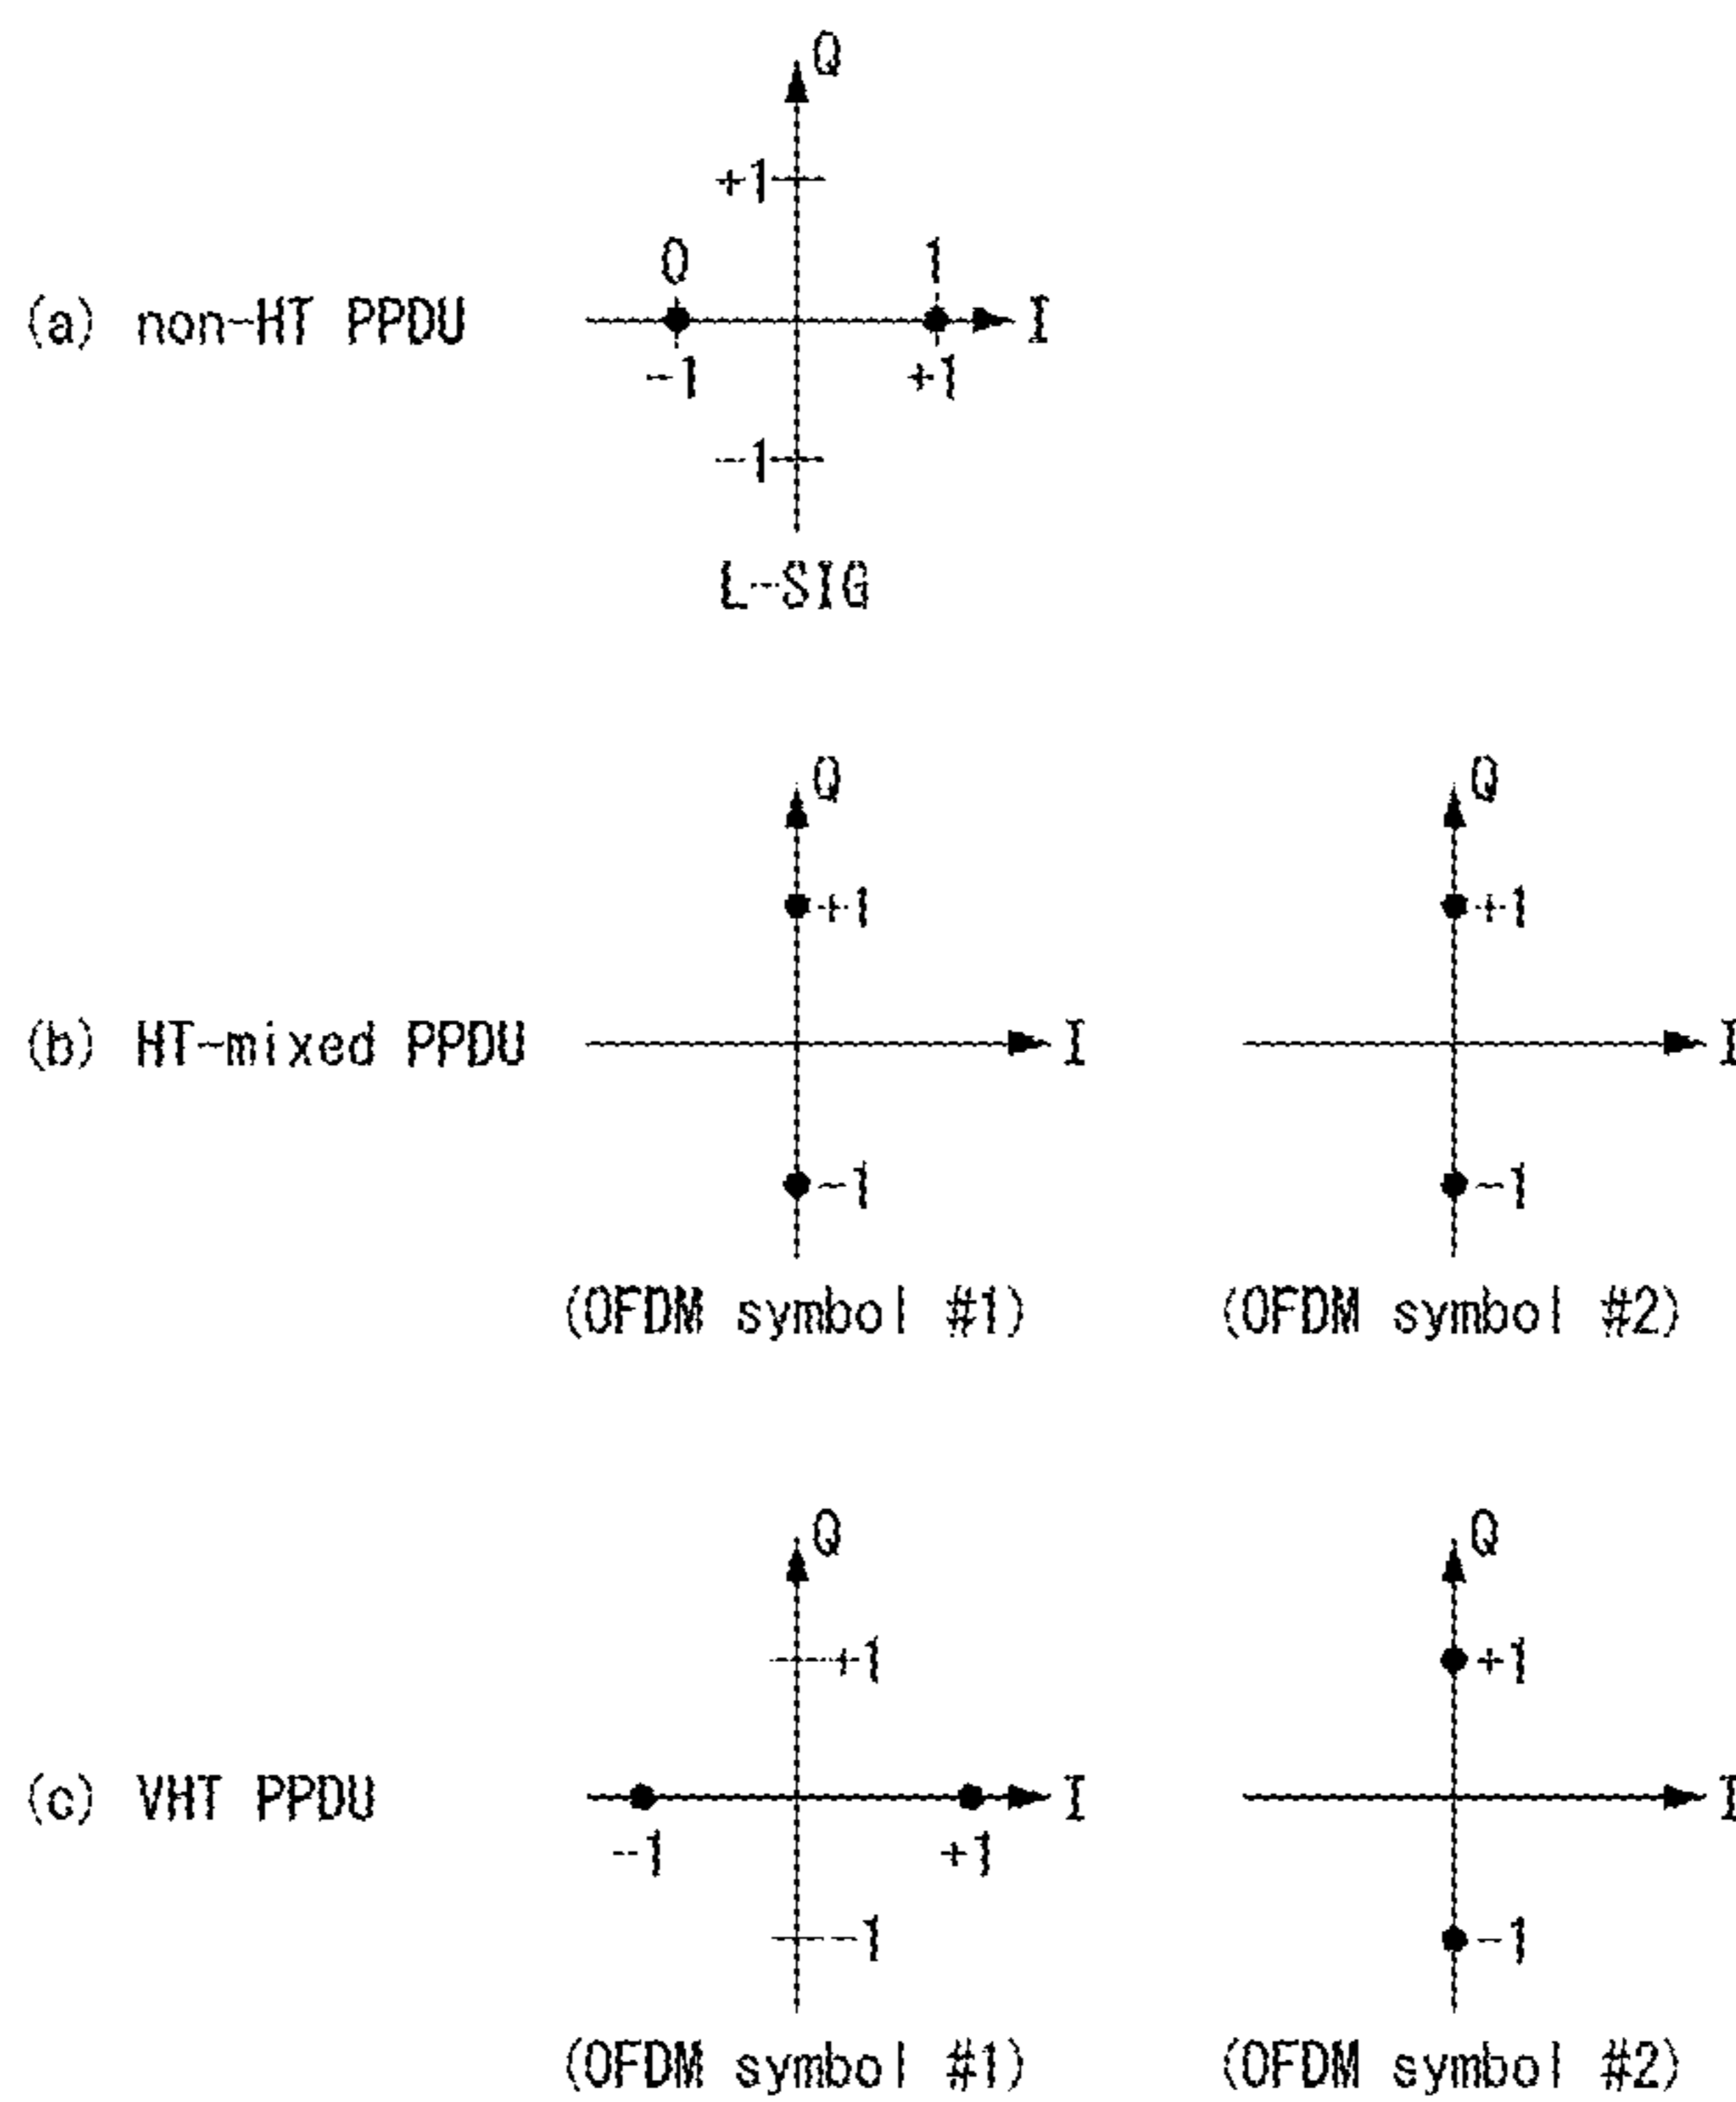 Q
+1
0 1
(a) non-HT PPDU I
-1 +1
-1
L-SIG
Q Q
+1 +1
(b) HT-mixed PPDU I I
-1 -1
(OFDM symbol #1) (OFDM symbol #2)
Q Q
+1 +1
(c) VHT PPDU I I
-1 +1
-1 -1
(OFDM symbol #1) (OFDM symbol #2)